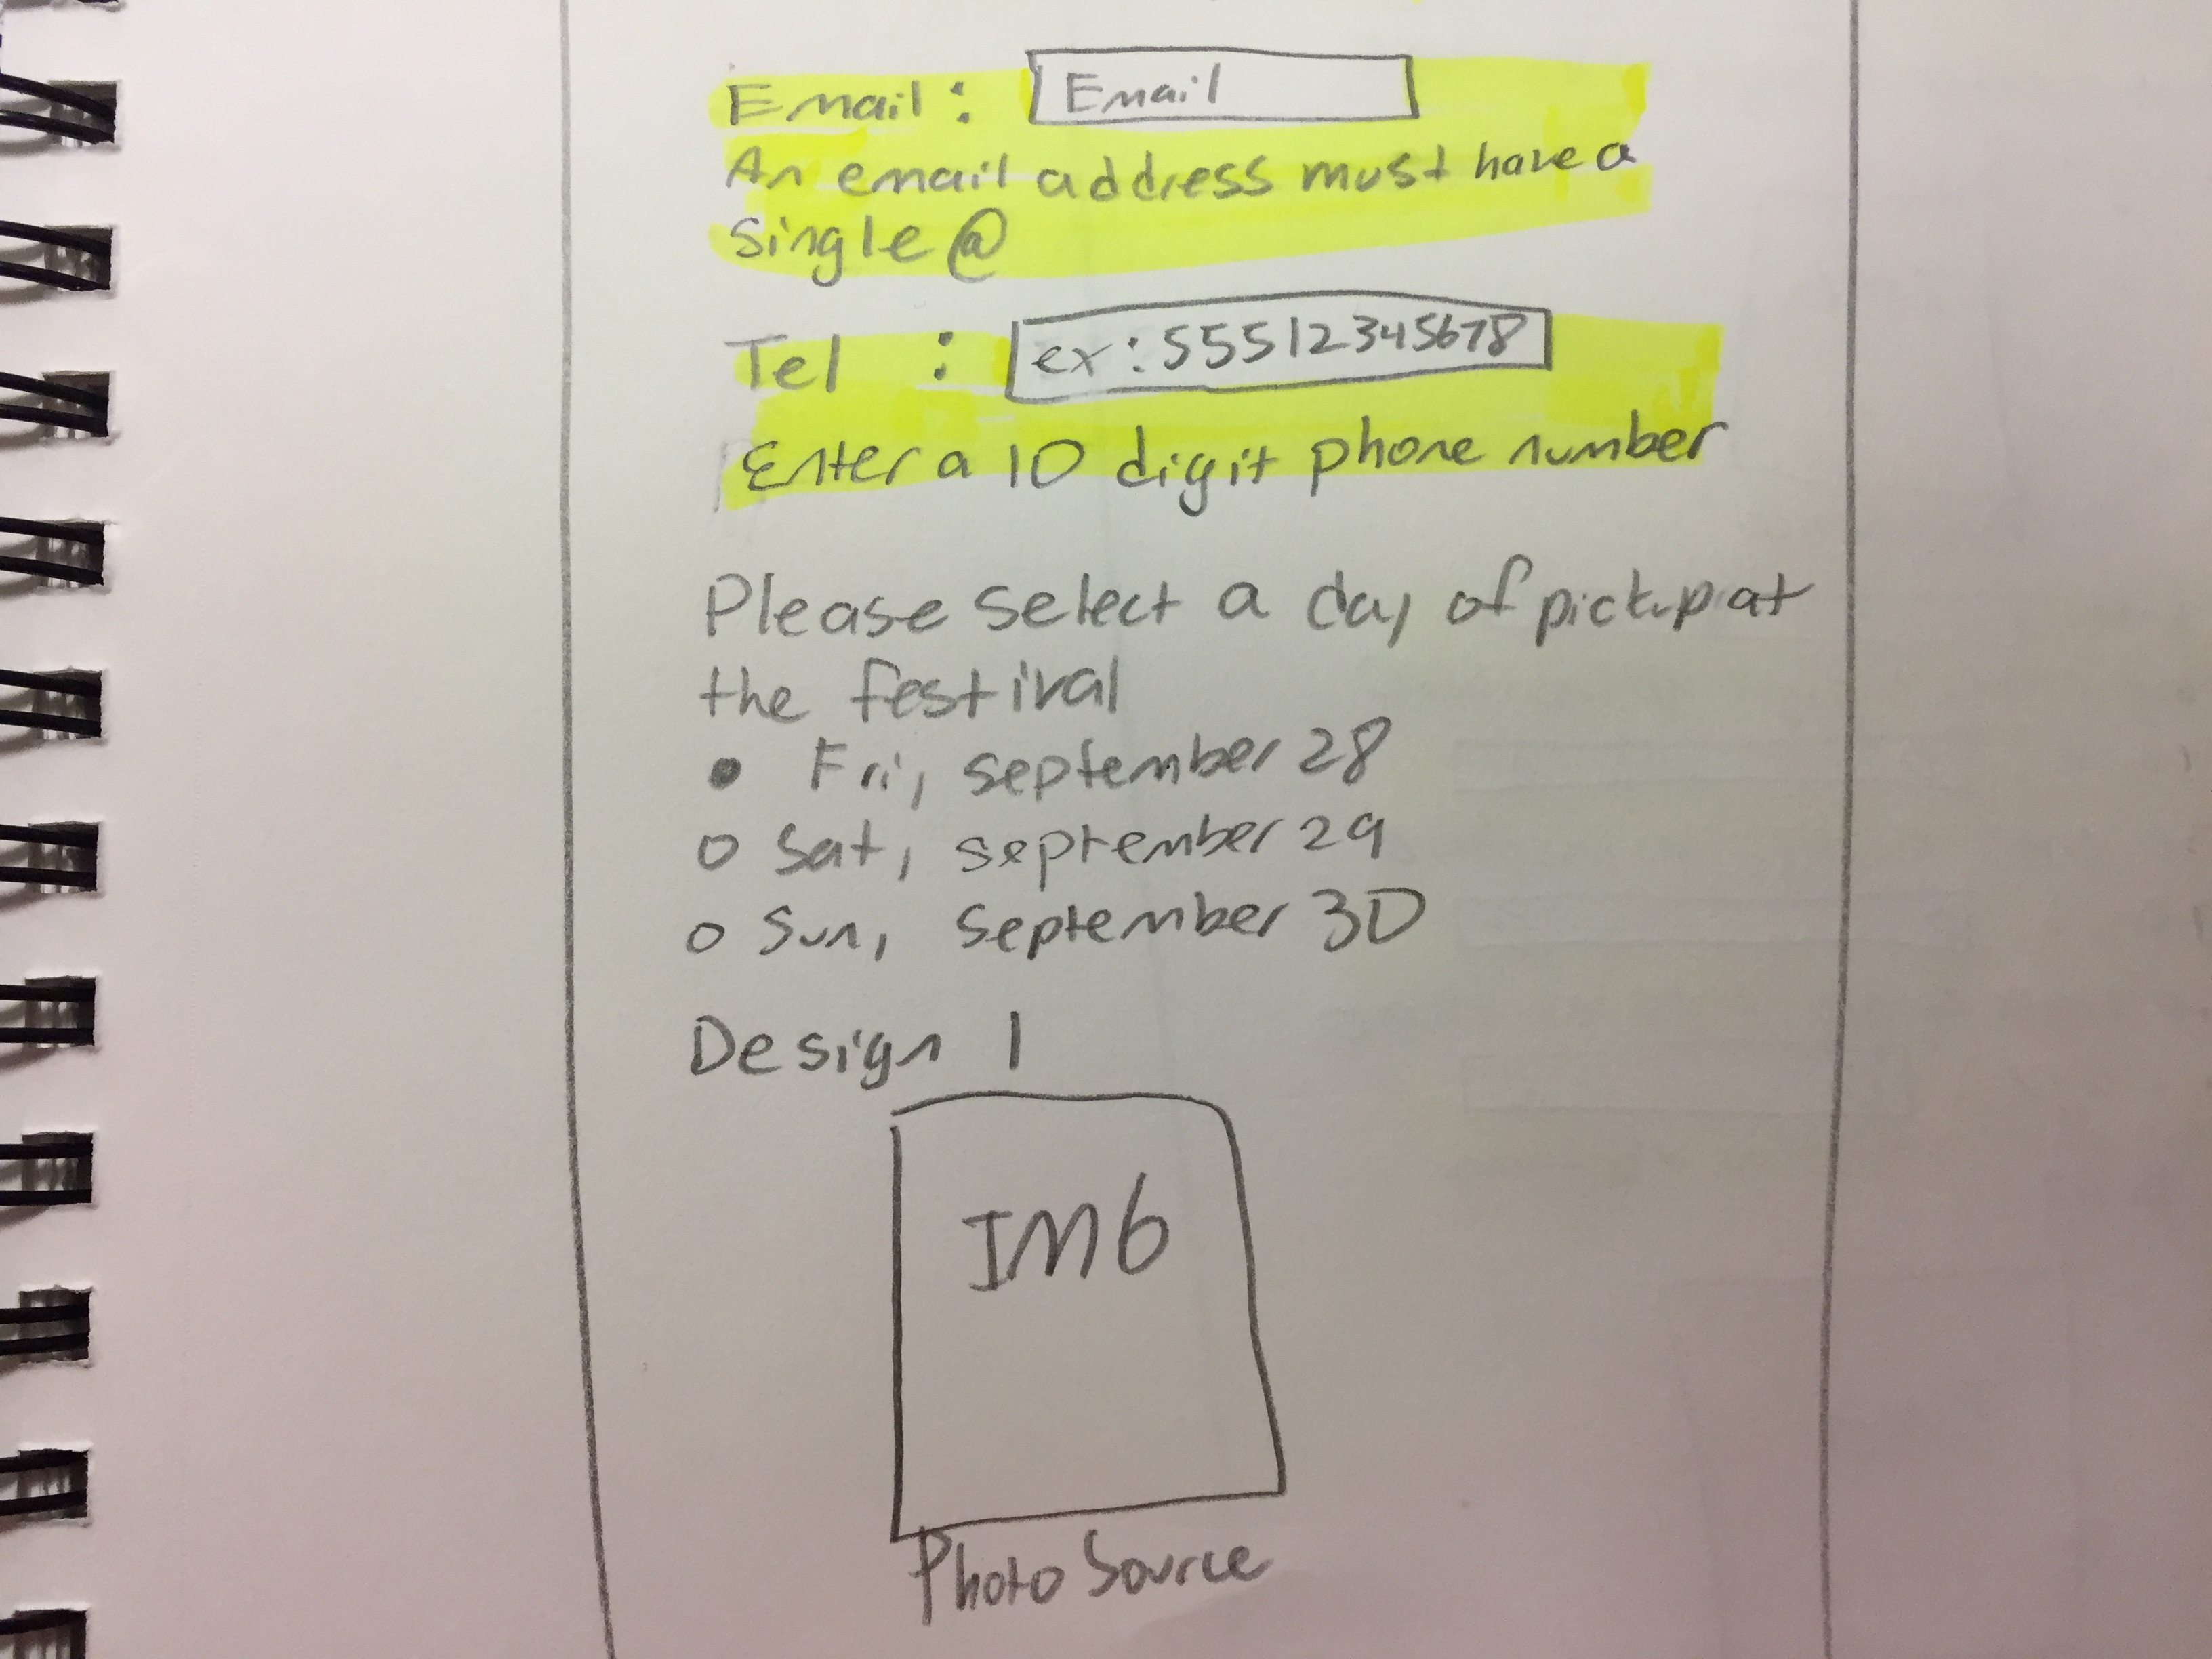 Email : Email
An email address must have a
single @
Tel : ex: 55512345678
Enter a 10 digit phone number
Please select a day of pickup at
the festival
Fri, september 28
Sat, september 29
Sun, September 30
Design 1
IMG
Photo Source